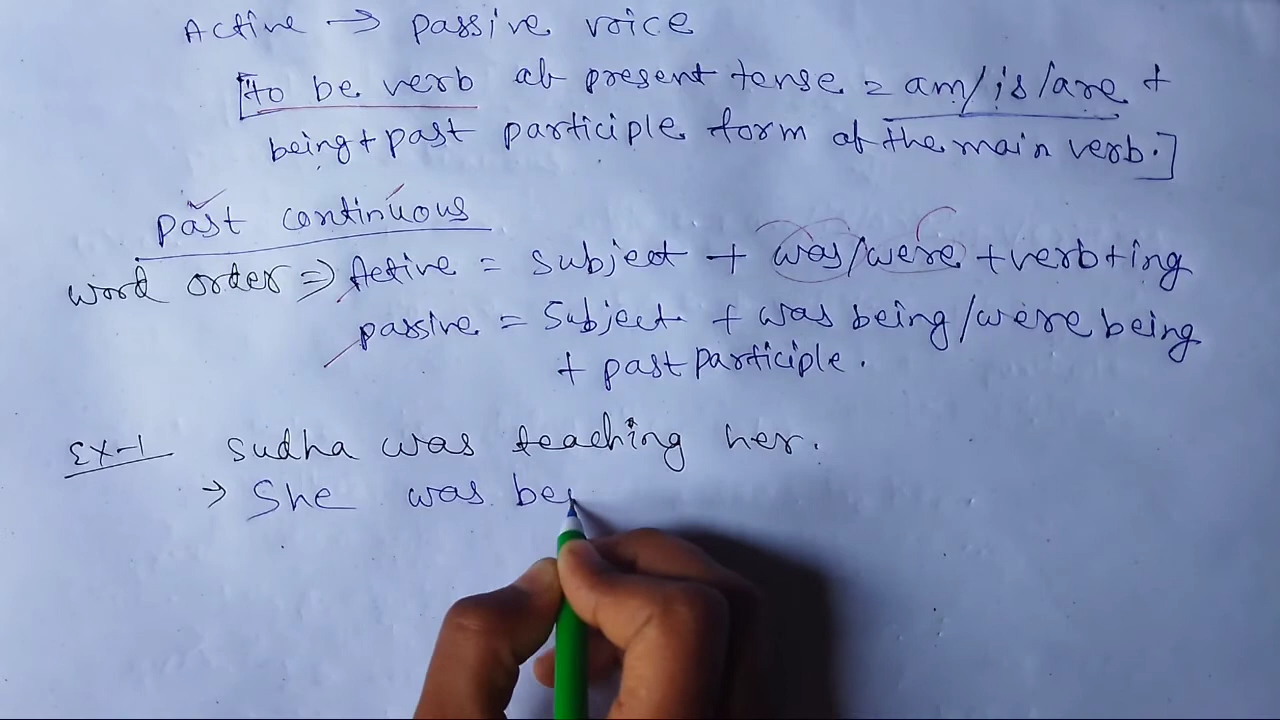 Active → passive voice
[to be verb of present tense = am/is/are +
being + past participle form of the main verb.]
Past continuous
word order ⇒ Active = subject + was/were + verb + ing
passive = Subject + was being/were being
+ past participle.
EX-1 Sudha was teaching her.
→ She was be